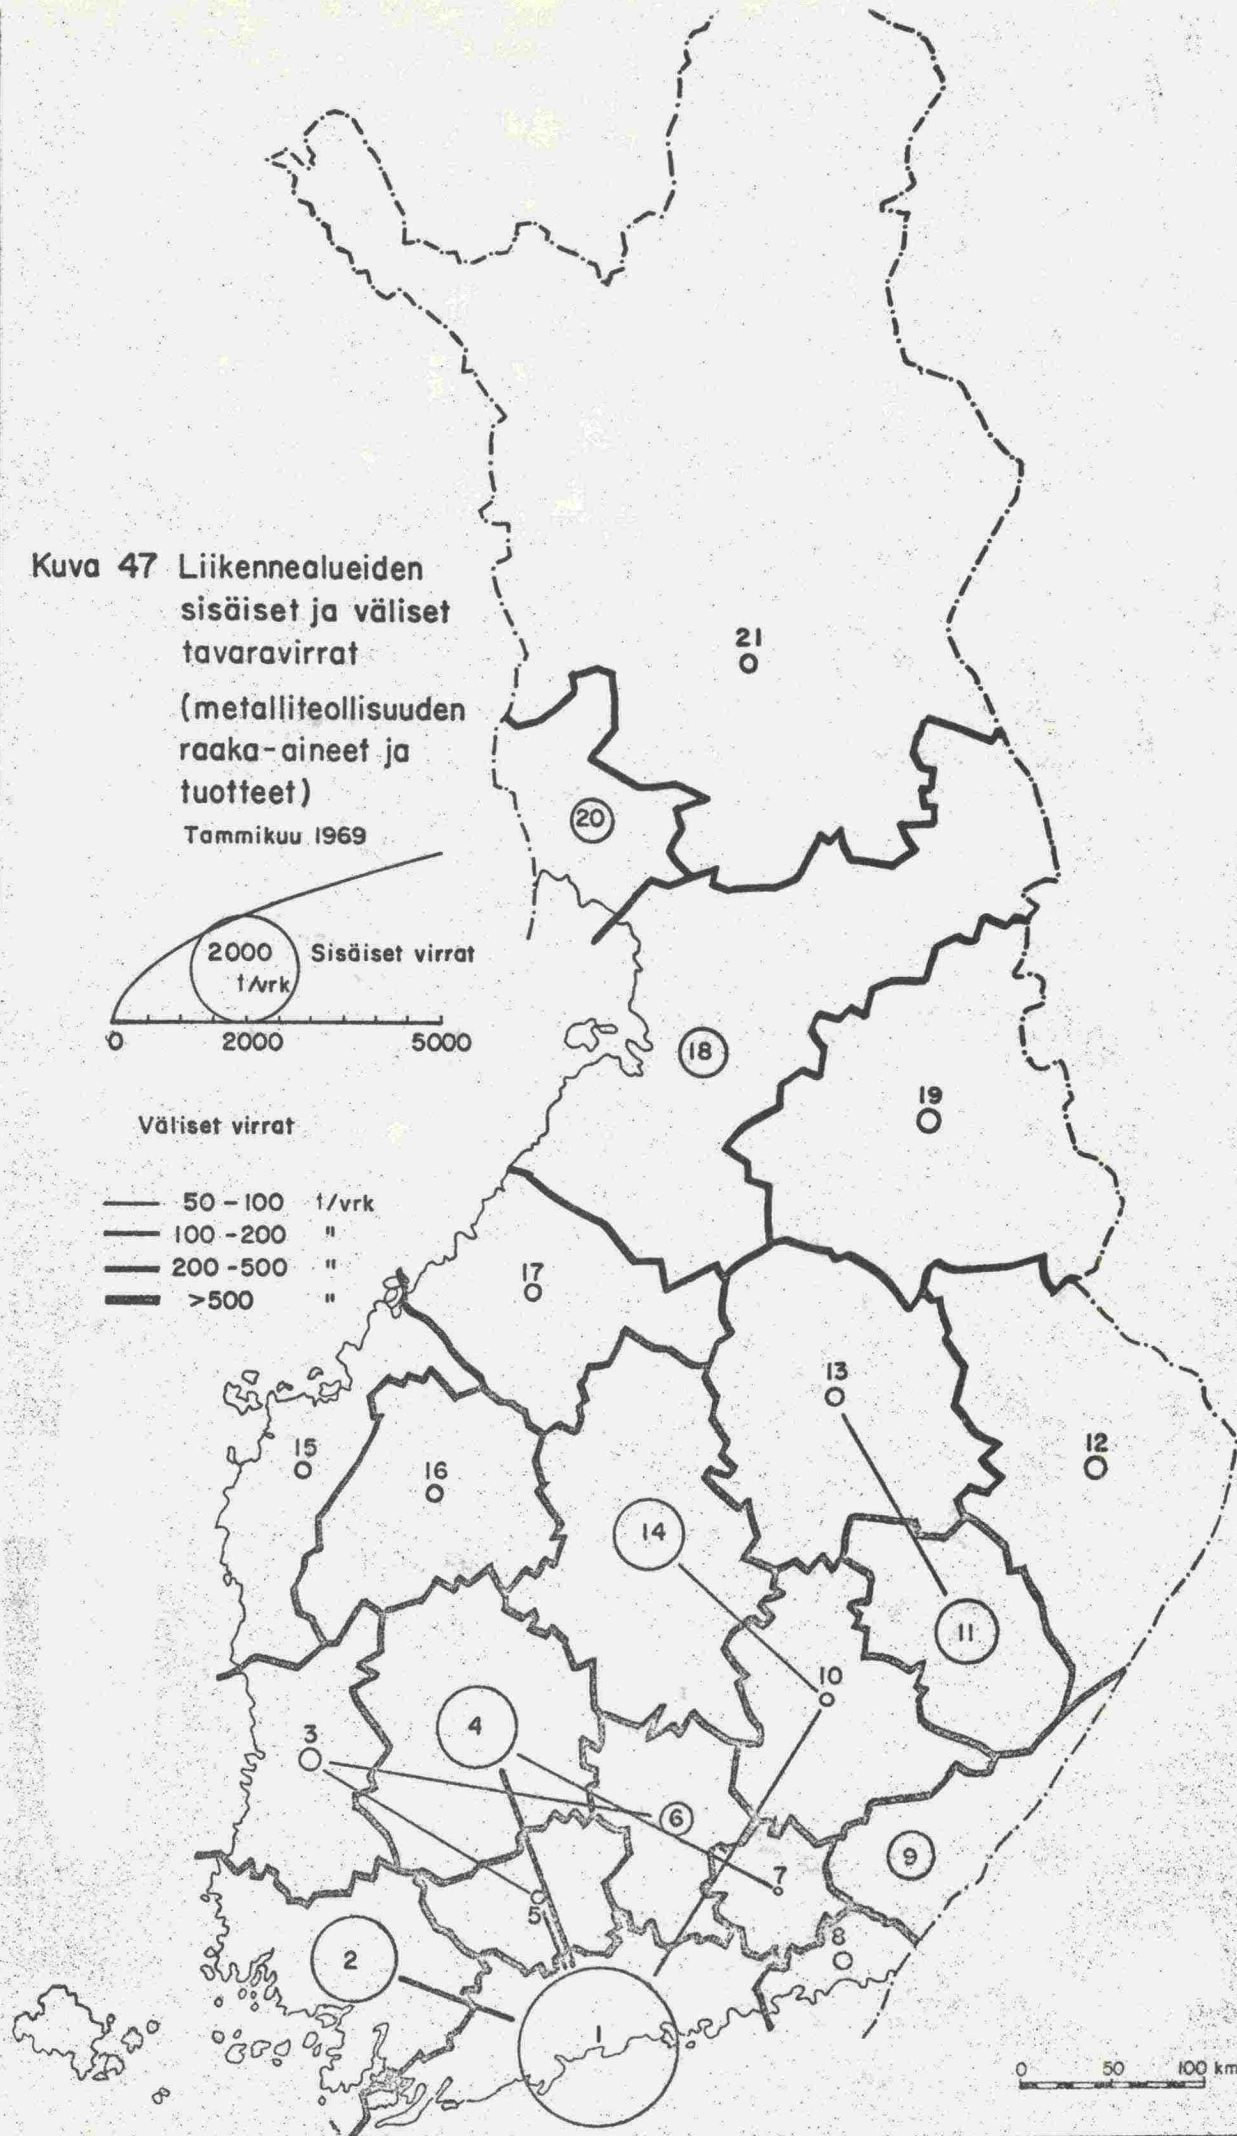 Kuva 47 Liikennealueiden
sisäiset ja väliset
tavaravirrat
(metalliteollisuuden
raaka-aineet ja
tuotteet)
Tammikuu 1969
2000
t/vrk
Sisäiset virrat
0 2000 5000
Väliset virrat
50-100 t/vrk
100-200 "
200-500 "
>500 "
21
20
18
19
17
13
12
15
16
14
11
10
4
3
6
9
7
5
8
2
1
0 50 100 km